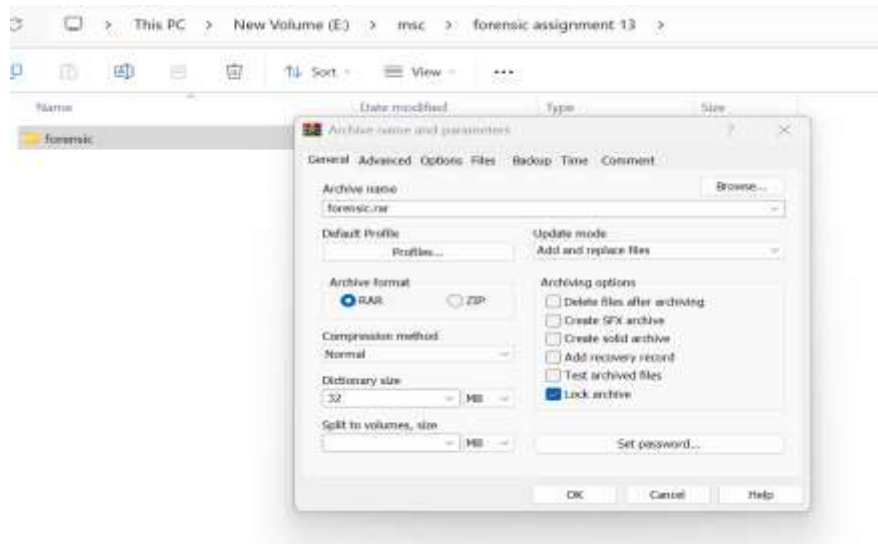 This PC > New Volume (E:) > msc > forensic assignment 13 >
Sort View ...
Name Date modified Type Size
forensic
Archive name and parameters ? ×
General Advanced Options Files Backup Time Comment
Archive name Browse...
forensic.rar
Default Profile Update mode
Profiles... Add and replace files
Archive format Archiving options
RAR ZIP Delete files after archiving
Create SFX archive
Compression method Create solid archive
Normal Add recovery record
Dictionary size Test archived files
32 MB Lock archive
Split to volumes, size
MB Set password...
OK Cancel Help